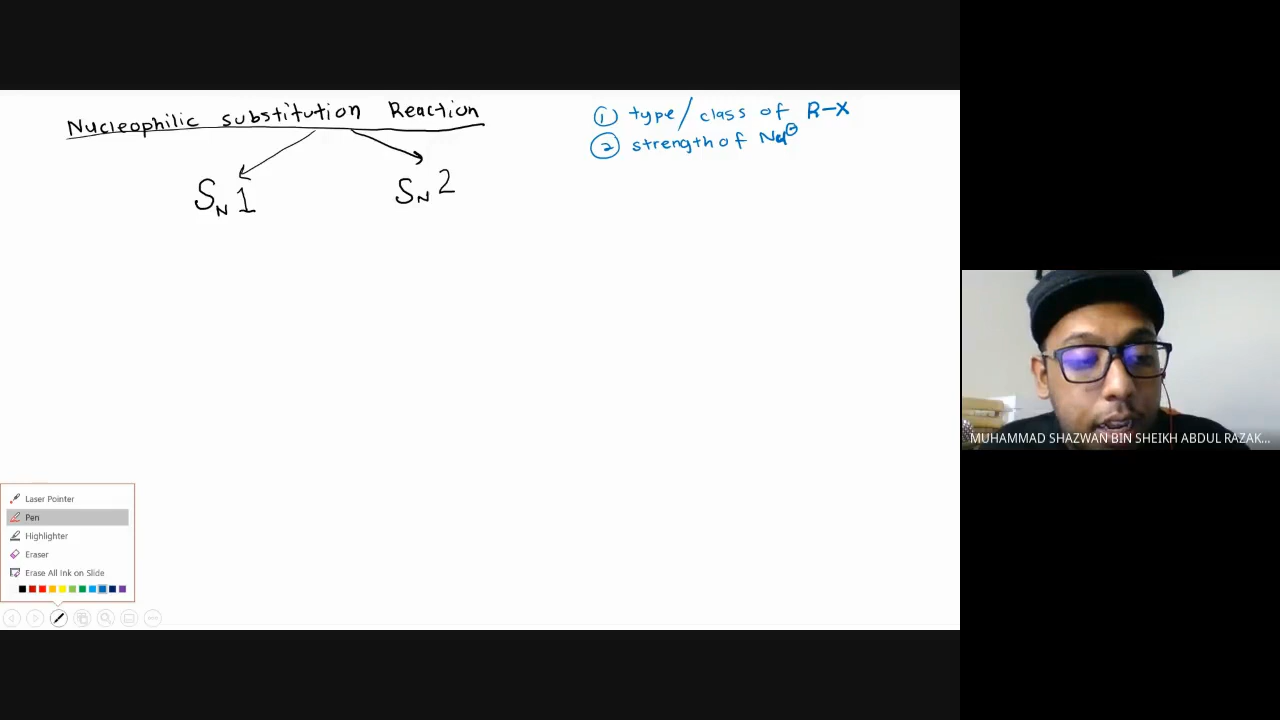 Nucleophilic substitution Reaction
SN1
SN2
① type/class of R-X
② strength of Nu⊖
MUHAMMAD SHAZWAN BIN SHEIKH ABDUL RAZAK...
Laser Pointer
Pen
Highlighter
Eraser
Erase All Ink on Slide